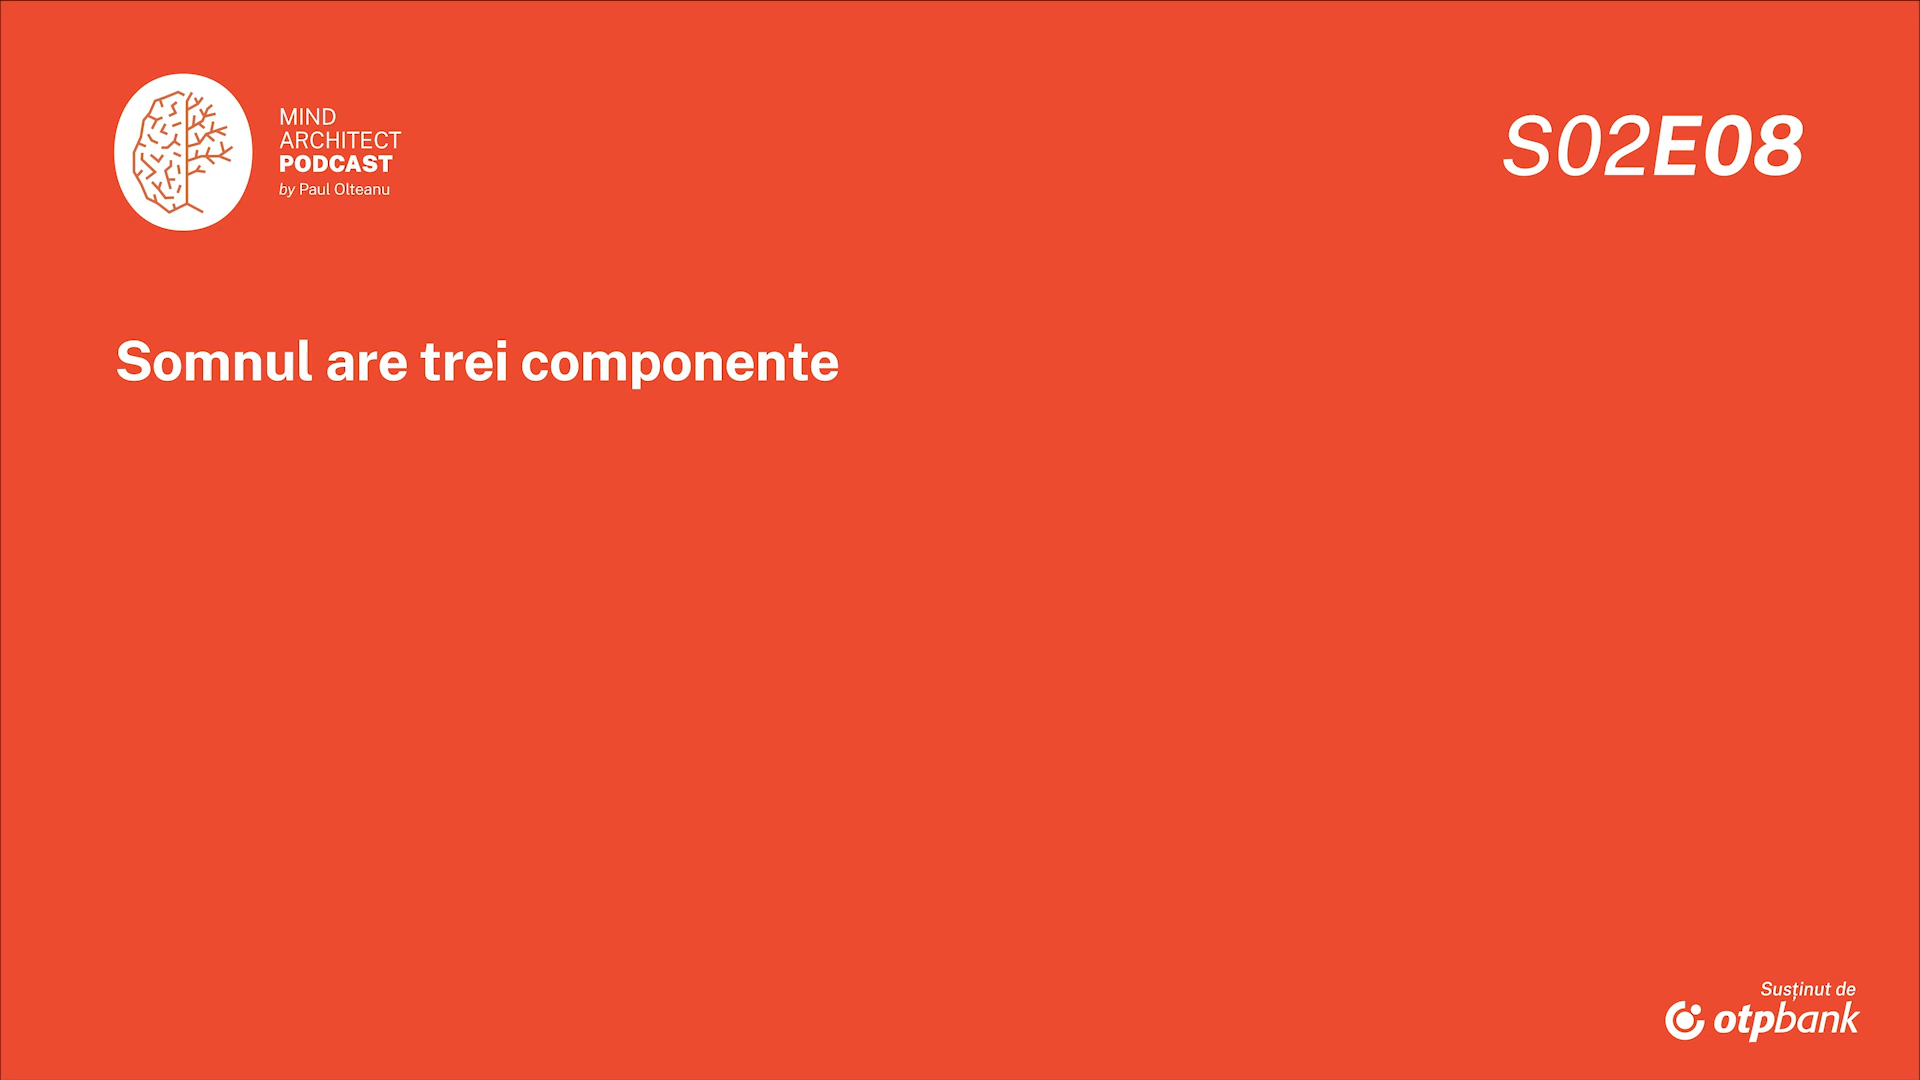 MIND
ARCHITECT
PODCAST
by Paul Olteanu
S02E08
Somnul are trei componente
Susținut de
otpbank